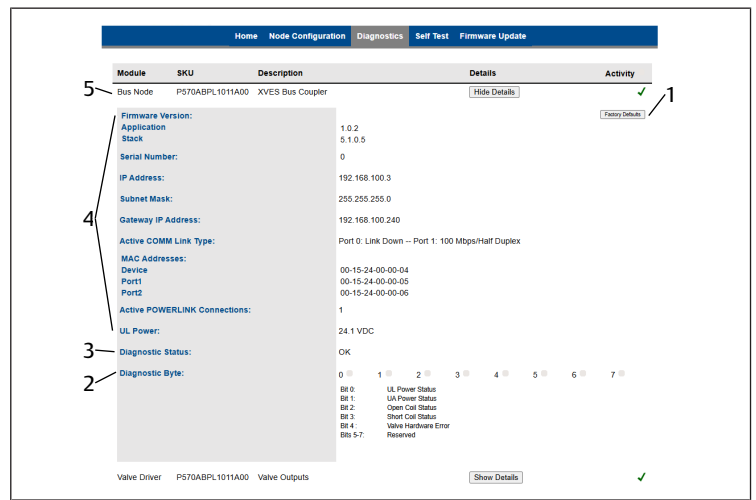 Home Node Configuration Diagnostics Self Test Firmware Update
Module SKU Description Details Activity
5 Bus Node P570ABPL1011A00 XVES Bus Coupler Hide Details ✓
1
Factory Defaults
Firmware Version:
Application 1.0.2
Stack 5.1.0.5
Serial Number: 0
IP Address: 192.168.100.3
Subnet Mask: 255.255.255.0
4
Gateway IP Address: 192.168.100.240
Active COMM Link Type: Port 0: Link Down -- Port 1: 100 Mbps/Half Duplex
MAC Addresses:
Device 00-15-24-00-00-04
Port1 00-15-24-00-00-05
Port2 00-15-24-00-00-06
Active POWERLINK Connections: 1
UL Power: 24.1 VDC
3 Diagnostic Status: OK
2 Diagnostic Byte: 0 1 2 3 4 5 6 7
Bit 0: UL Power Status
Bit 1: UA Power Status
Bit 2: Open Coil Status
Bit 3: Short Coil Status
Bit 4 : Valve Hardware Error
Bits 5-7: Reserved
Valve Driver P570ABPL1011A00 Valve Outputs Show Details ✓